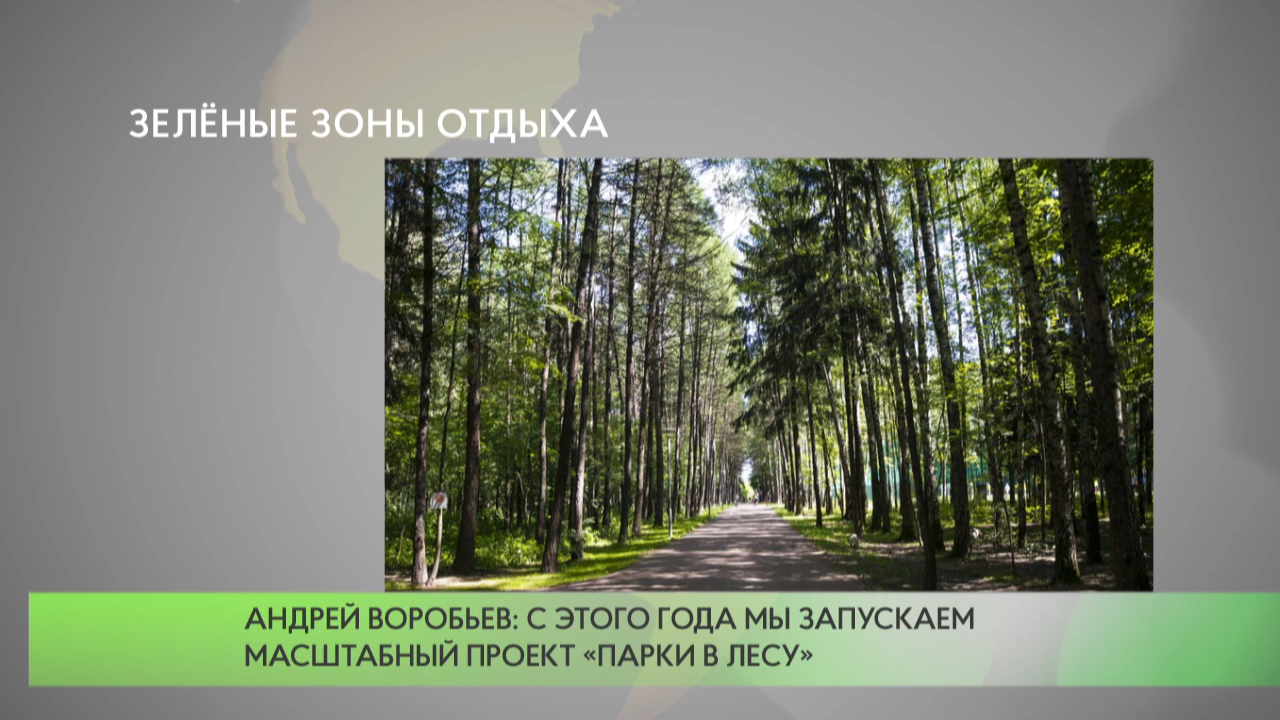 ЗЕЛЁНЫЕ ЗОНЫ ОТДЫХА
АНДРЕЙ ВОРОБЬЕВ: С ЭТОГО ГОДА МЫ ЗАПУСКАЕМ
МАСШТАБНЫЙ ПРОЕКТ «ПАРКИ В ЛЕСУ»